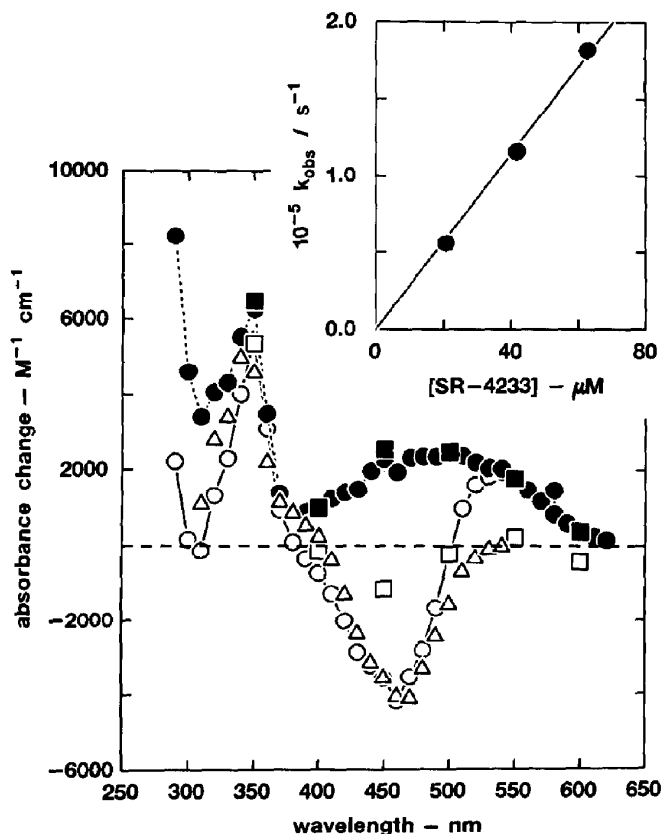 2.0
1.0
0.0
10⁻⁵ k_obs / s⁻¹
0 40 80
[SR-4233] – μM
10000
6000
2000
-2000
-6000
absorbance change – M⁻¹ cm⁻¹
250 300 350 400 450 500 550 600 650
wavelength – nm